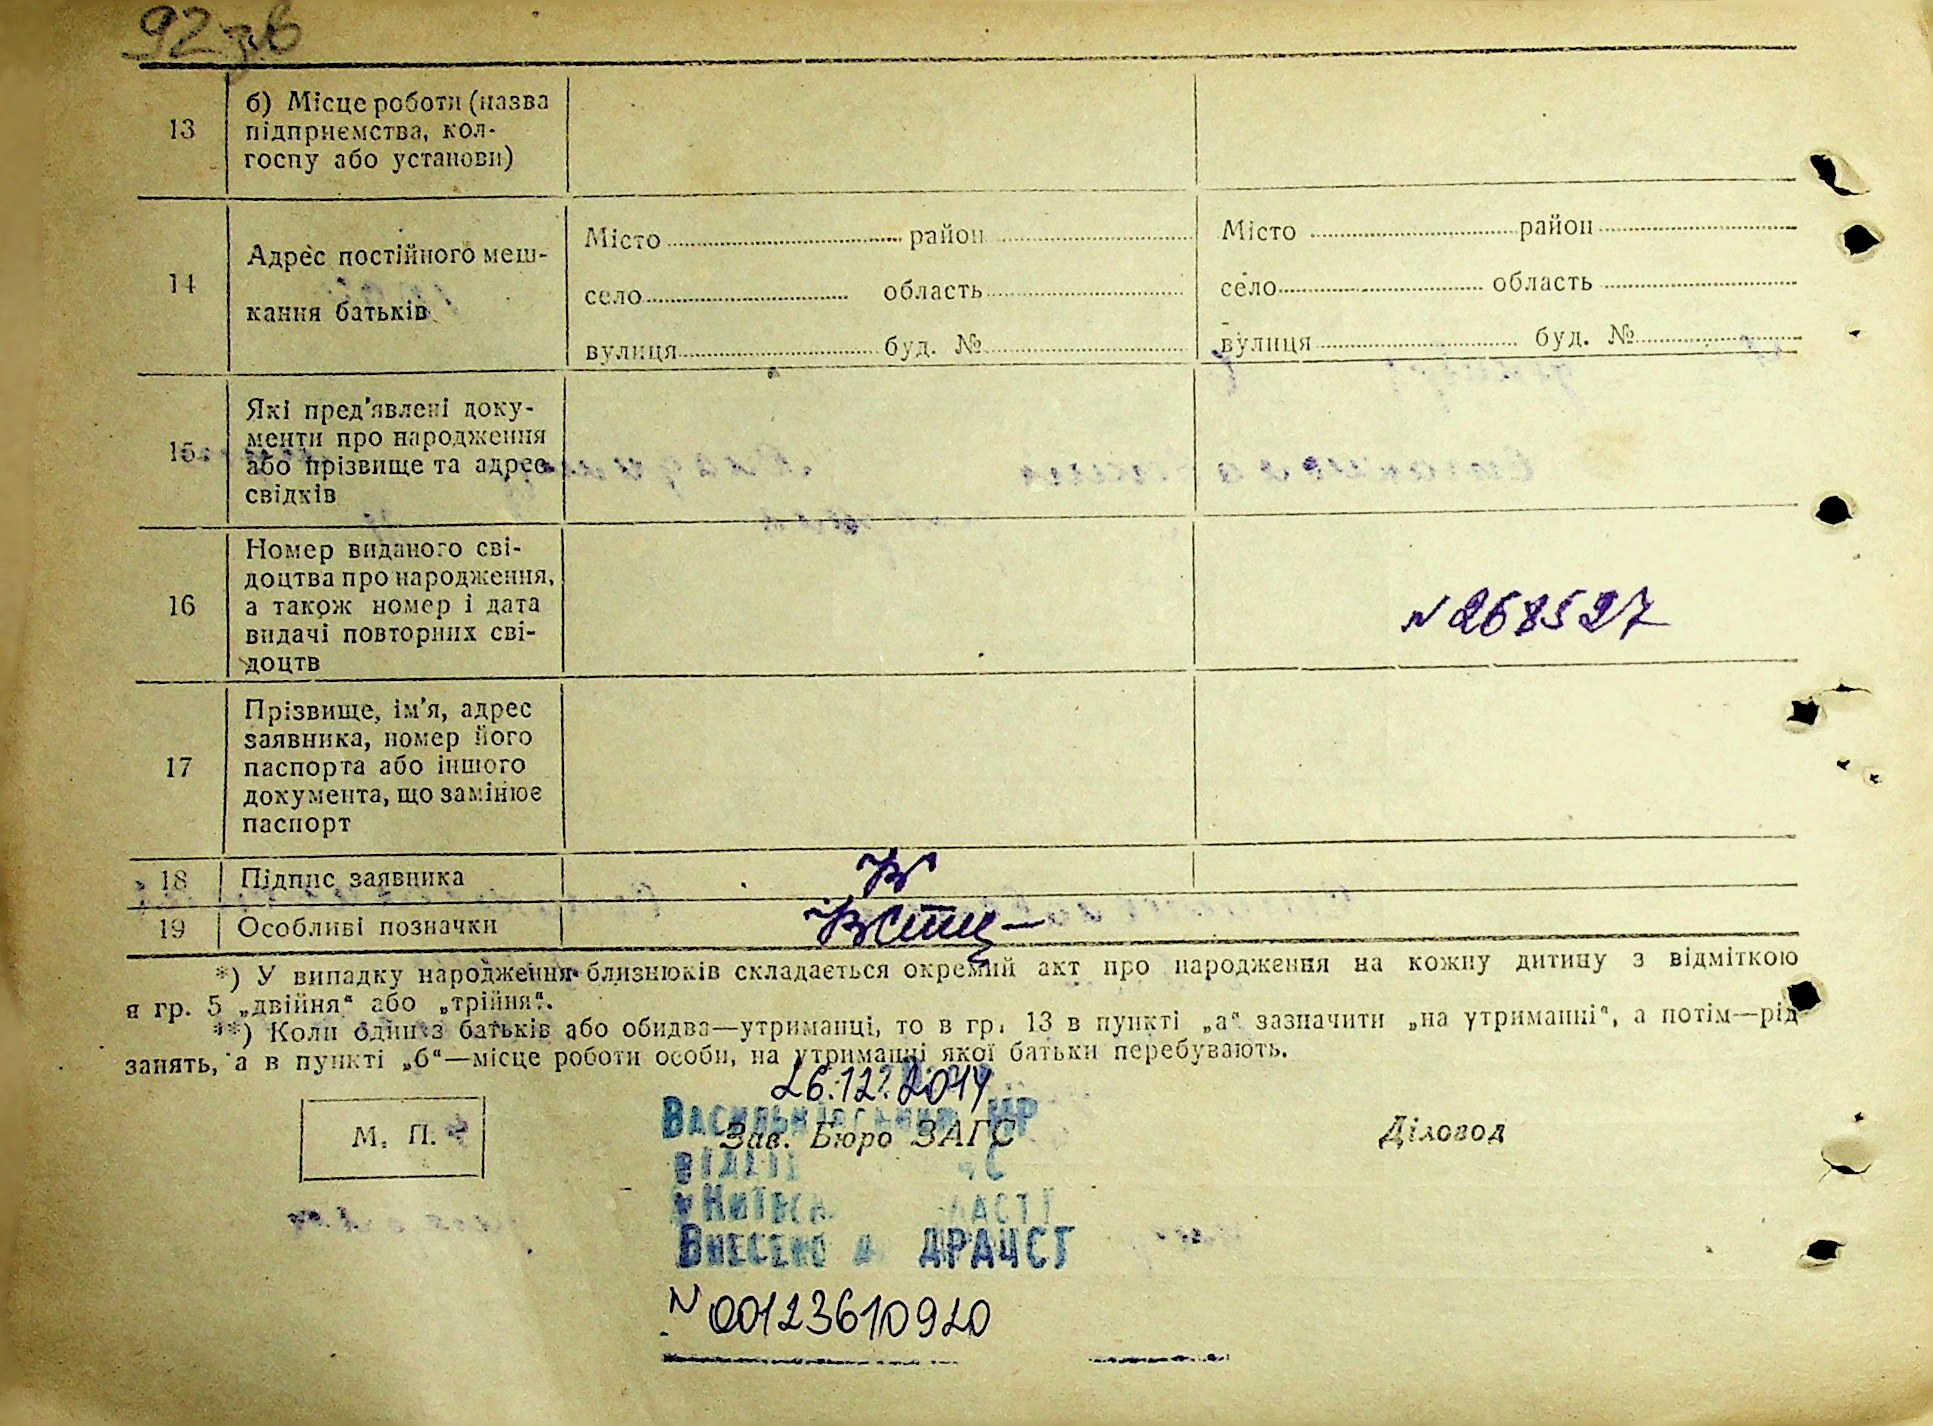 92 зв
13
б) Місце роботи (назва
підприємства, кол-
госпу або установи)
14
Адрес постійного меш-
кання батьків
Місто район
село область
вулиця буд. №
Місто район
село область
вулиця буд. №
15
Які пред'явлені доку-
менти про народження
або прізвище та адрес
свідків
16
Номер виданого сві-
доцтва про народження,
а також номер і дата
видачі повторних сві-
доцтв
N 268527
17
Прізвище, ім'я, адрес
заявника, номер його
паспорта або іншого
документа, що замінює
паспорт
18
Підпис заявника
19
Особливі позначки
*) У випадку народження близнюків складається окремий акт про народження на кожну дитину з відміткою
я гр. 5 „двійня“ або „трійня“.
**) Коли один з батьків або обидва—утриманці, то в гр. 13 в пункті „а“ зазначити „на утриманні“, а потім—рід
занять, а в пункті „б“—місце роботи особи, на утриманні якої батьки перебувають.
26.12.2014
М. П.
Зав. Бюро ЗАГС
Діловод
Внесено ДРАЦСГ
N 00123610920